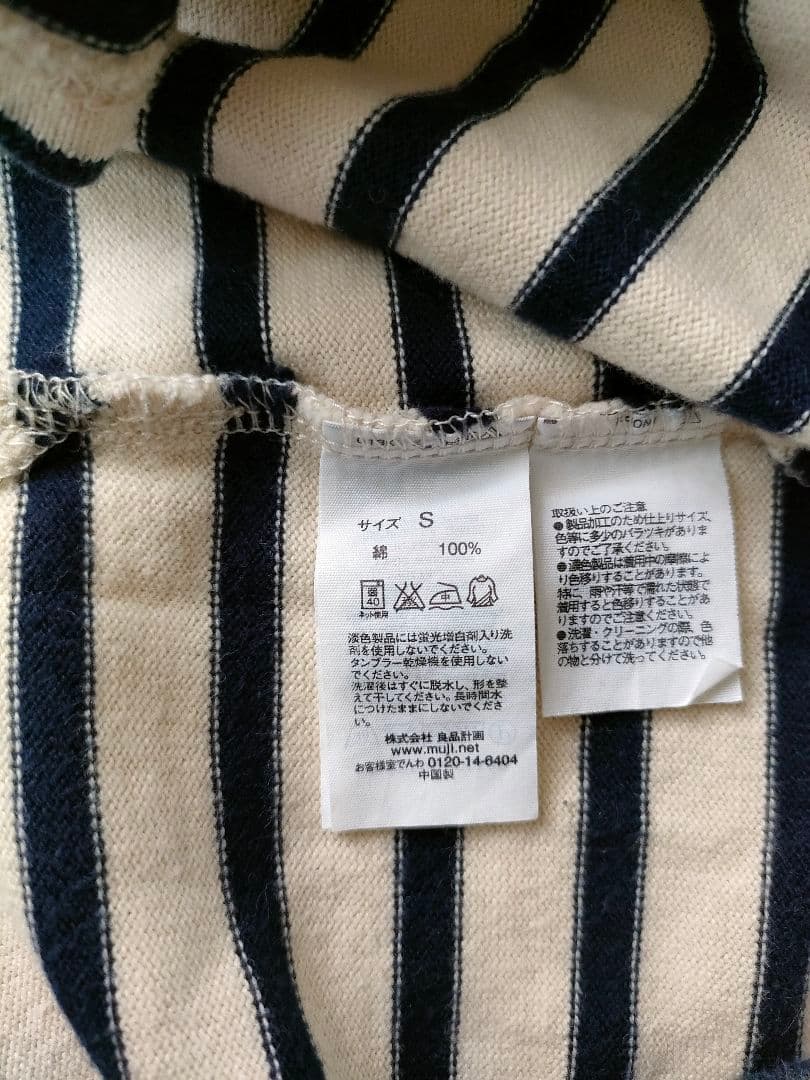 サイズ S
綿 100%
弱
40
ネット使用
中
淡色製品には蛍光増白剤入り洗
剤を使用しないでください。
タンブラー乾燥機を使用しない
でください。
洗濯後はすぐに脱水し、形を整
えて干してください。長時間水
につけたままにしないでくださ
い。
株式会社 良品計画
www.muji.net
お客様室でんわ 0120-14-6404
中国製
取扱い上のご注意
●製品加工のため仕上りサイズ、
色等に多少のバラツキがありま
すのでご了承ください。
●濃色製品は着用中の摩擦によ
り色移りすることがあります。
特に、雨や汗等で濡れた状態で
着用すると色移りすることがあ
りますのでご注意ください。
●洗濯・クリーニングの際、色
落ちすることがありますので他
の物と分けて洗ってください。